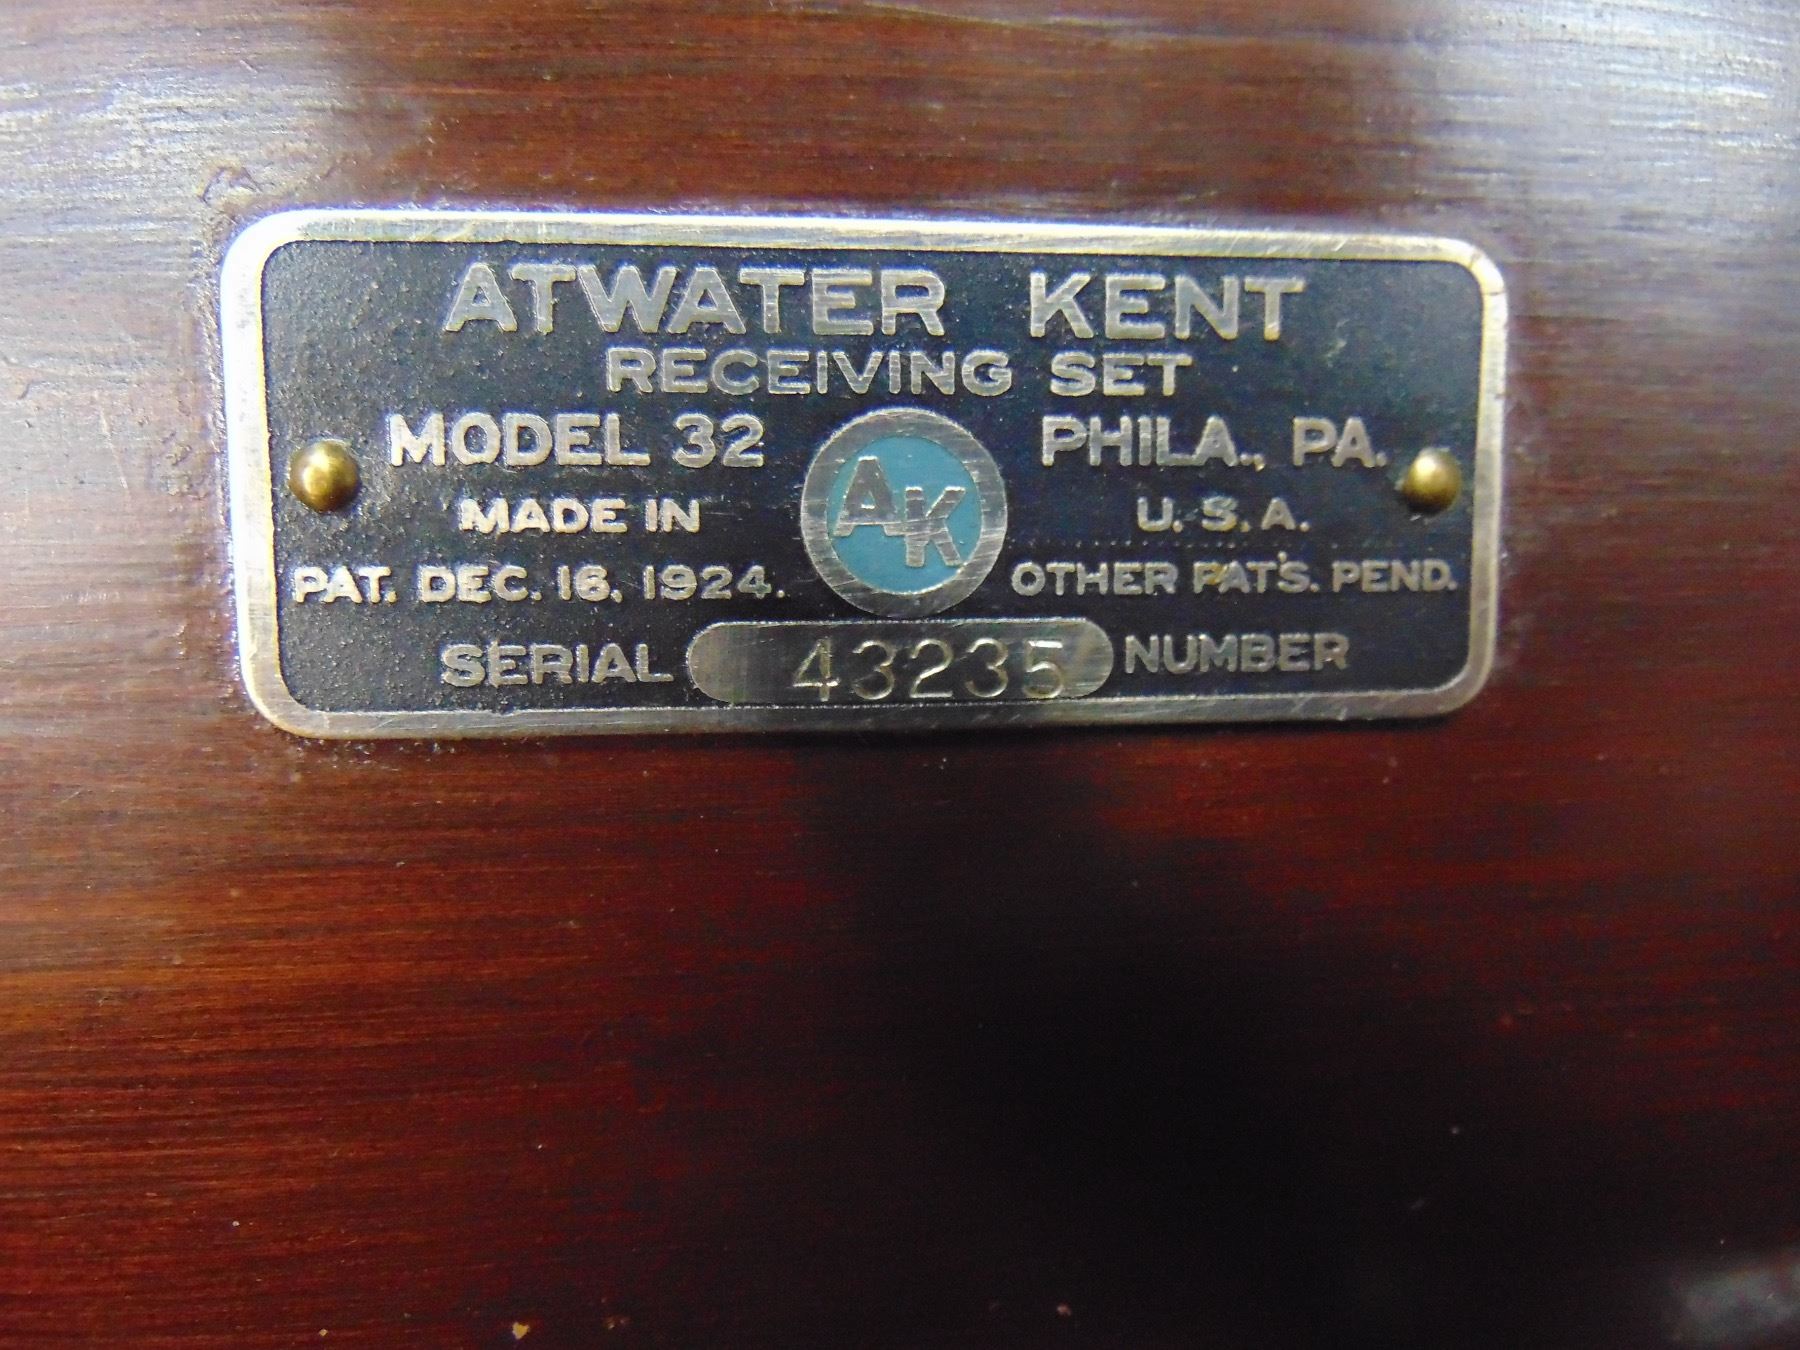 ATWATER KENT
RECEIVING SET
MODEL 32 AK PHILA., PA.
MADE IN U. S. A.
PAT. DEC. 16, 1924. OTHER PAT'S. PEND.
SERIAL 43235 NUMBER